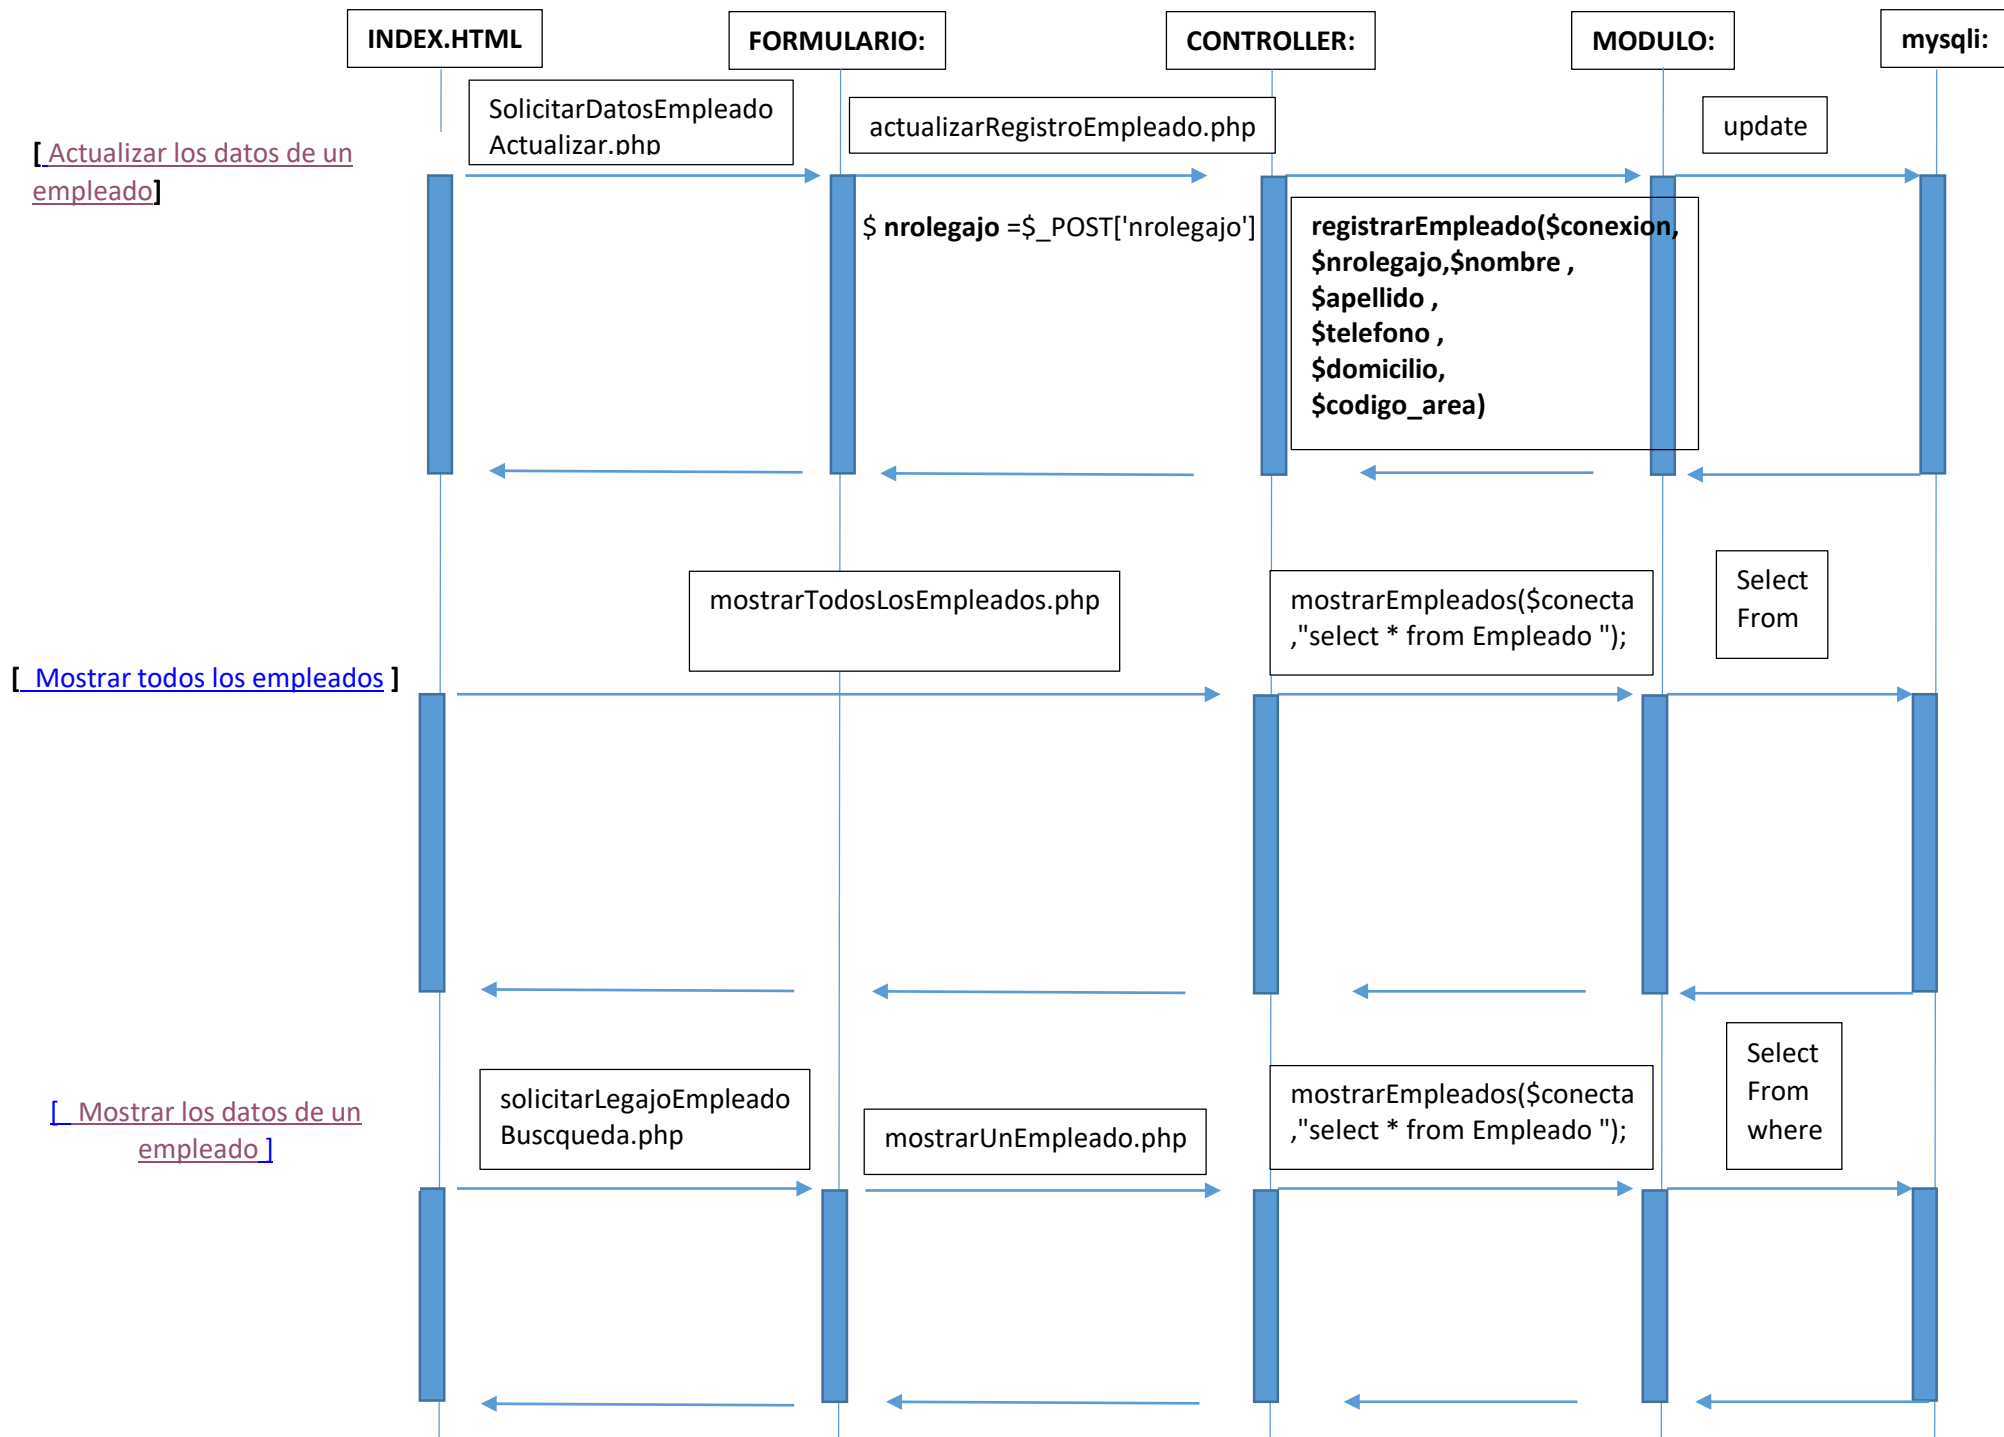 INDEX.HTML
FORMULARIO:
CONTROLLER:
MODULO:
mysqli:
[ Actualizar los datos de un
empleado]
SolicitarDatosEmpleado
Actualizar.php
actualizarRegistroEmpleado.php
update
$ nrolegajo =$_POST['nrolegajo']
registrarEmpleado($conexion,
$nrolegajo,$nombre ,
$apellido ,
$telefono ,
$domicilio,
$codigo_area)
[  Mostrar todos los empleados ]
mostrarTodosLosEmpleados.php
mostrarEmpleados($conecta
,"select * from Empleado ");
Select
From
[  Mostrar los datos de un
empleado ]
solicitarLegajoEmpleado
Buscqueda.php
mostrarUnEmpleado.php
mostrarEmpleados($conecta
,"select * from Empleado ");
Select
From
where